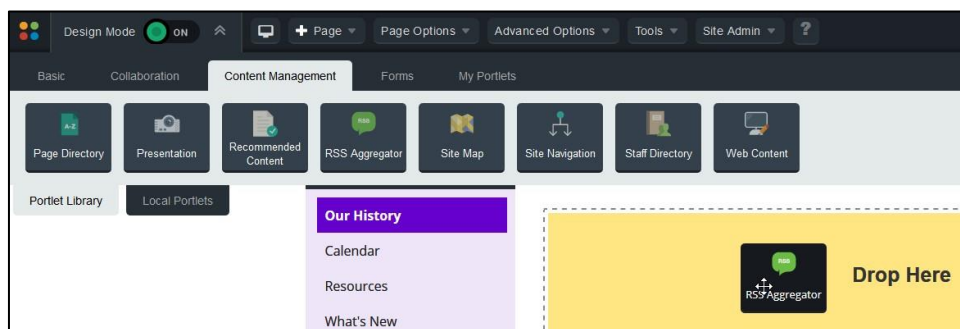 Design Mode ON + Page Page Options Advanced Options Tools Site Admin ?
Basic Collaboration Content Management Forms My Portlets
A-Z
RSS
Page Directory Presentation Recommended Content RSS Aggregator Site Map Site Navigation Staff Directory Web Content
Portlet Library Local Portlets
Our History
Calendar
Resources
What's New
RSS
RSS Aggregator
Drop Here